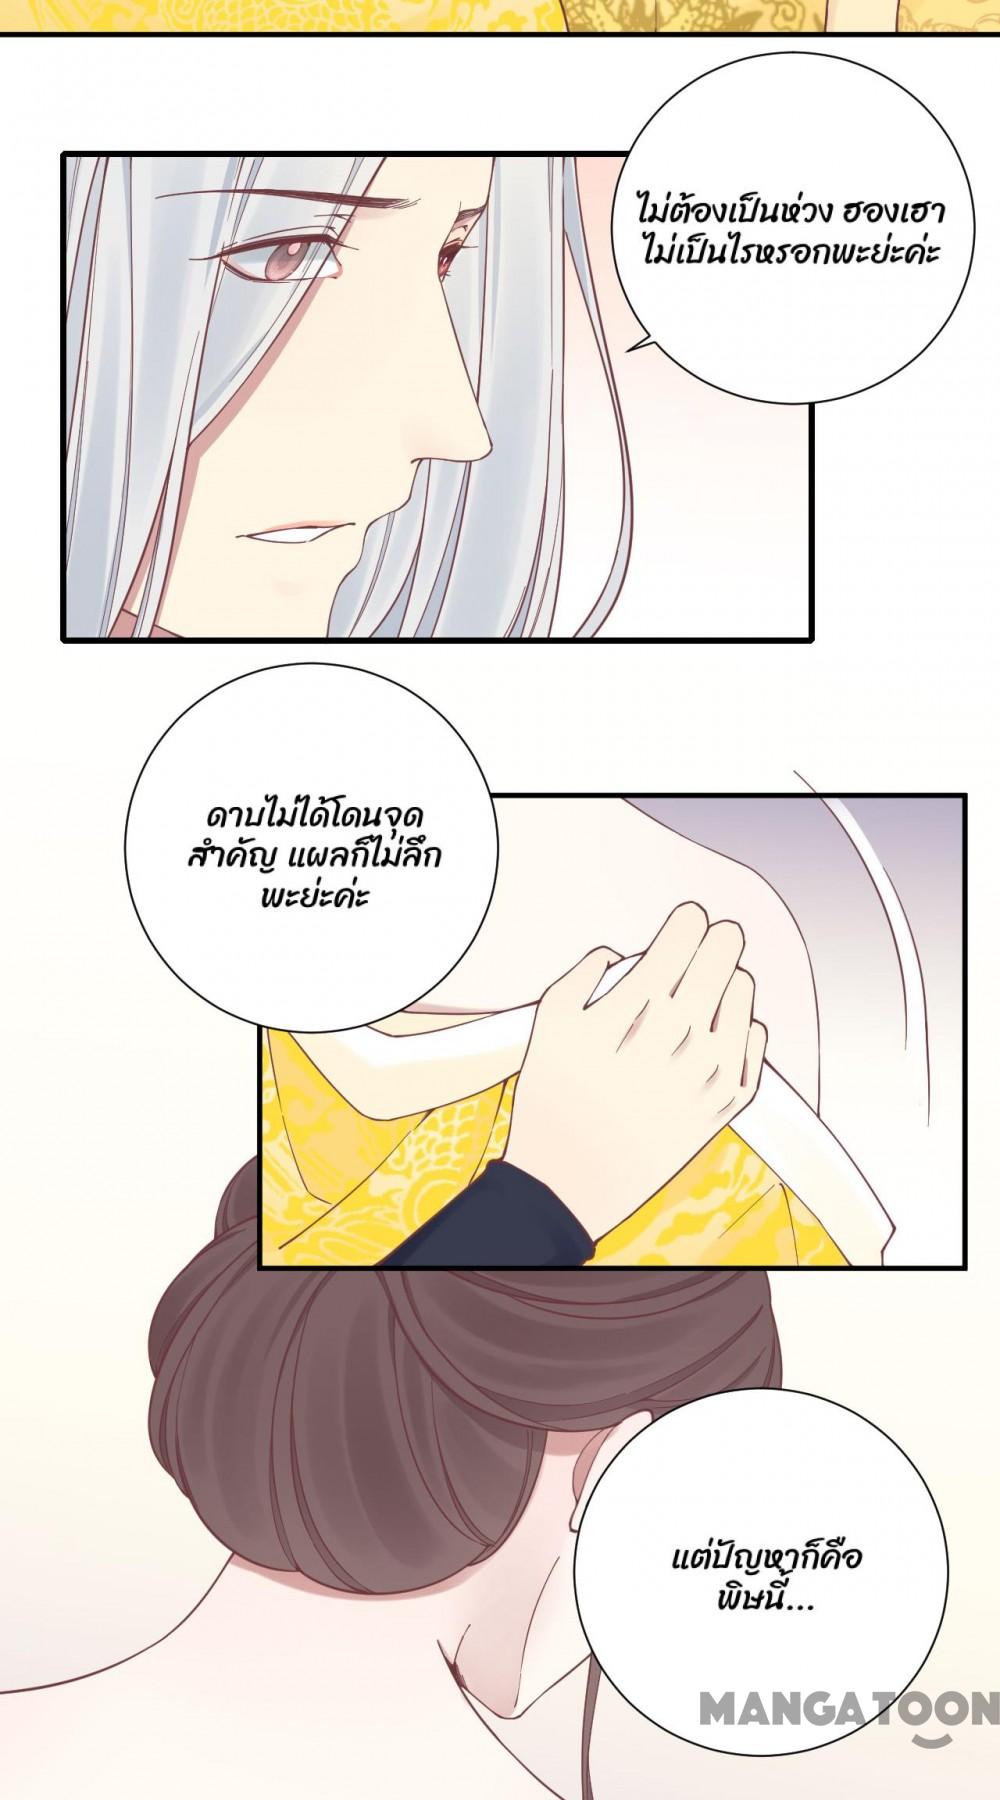 ไม่ต้องเป็นห่วง ฮองเฮา
ไม่เป็นไรหรอกพะย่ะค่ะ
ดาบไม่ได้โดนจุด
สำคัญ แผลก็ไม่ลึก
พะย่ะค่ะ
แต่ปัญหาก็คือ
พิษนี้...
MANGATOON